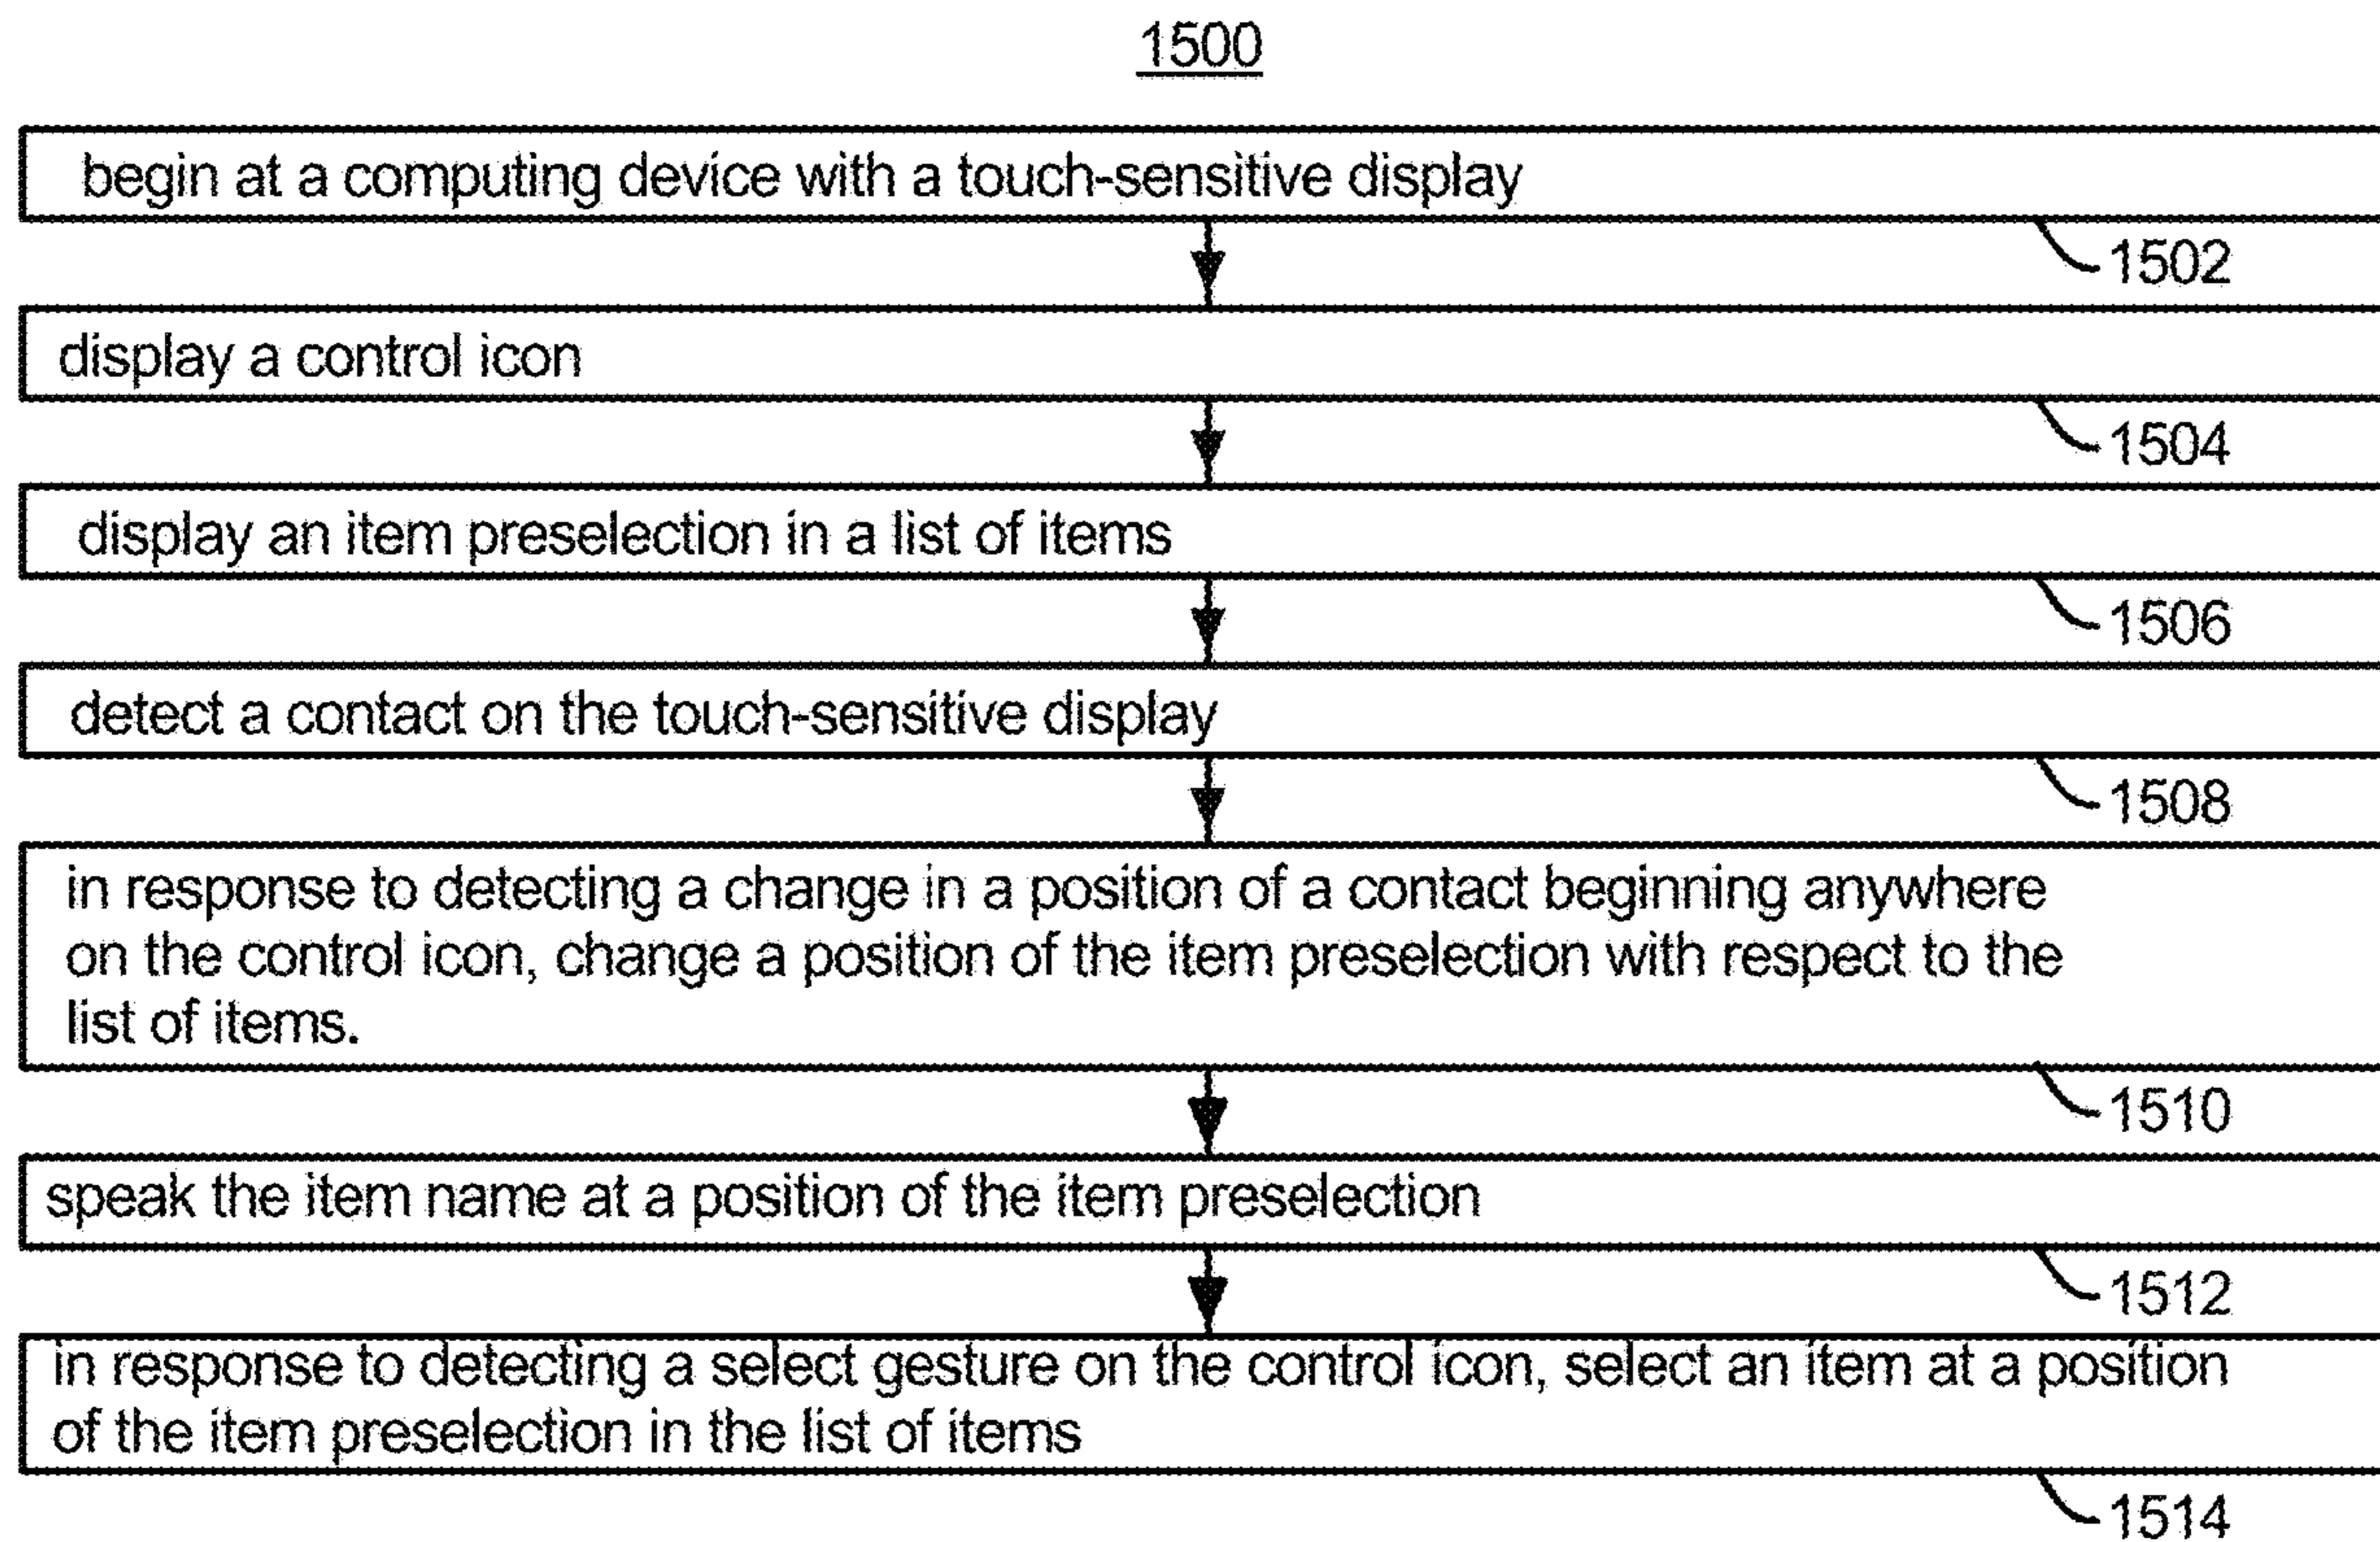 1500
begin at a computing device with a touch-sensitive display
1502
display a control icon
1504
display an item preselection in a list of items
1506
detect a contact on the touch-sensitive display
1508
in response to detecting a change in a position of a contact beginning anywhere
on the control icon, change a position of the item preselection with respect to the
list of items.
1510
speak the item name at a position of the item preselection
1512
in response to detecting a select gesture on the control icon, select an item at a position
of the item preselection in the list of items
1514